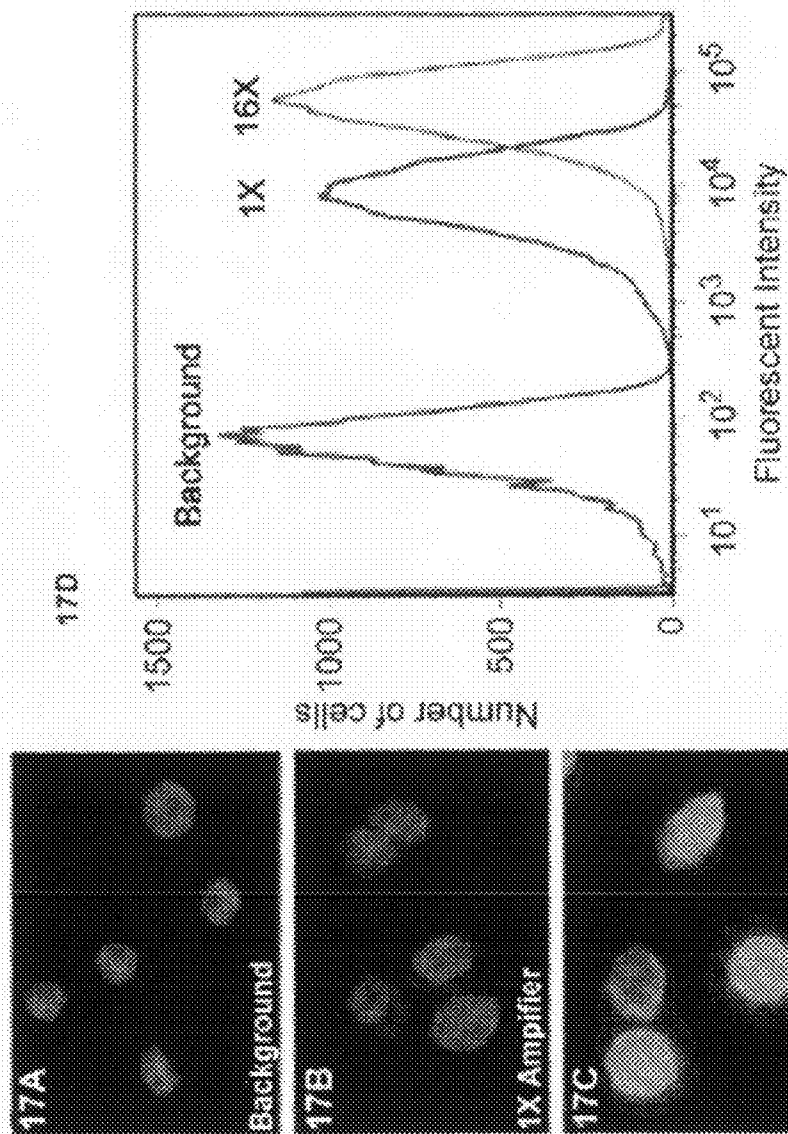 17A
Background
17B
1X Ampifier
17C
17D
Number of cells
1500
1000
500
0
Background
1X
16X
10¹
10²
10³
10⁴
10⁵
Fluorescent Intensity